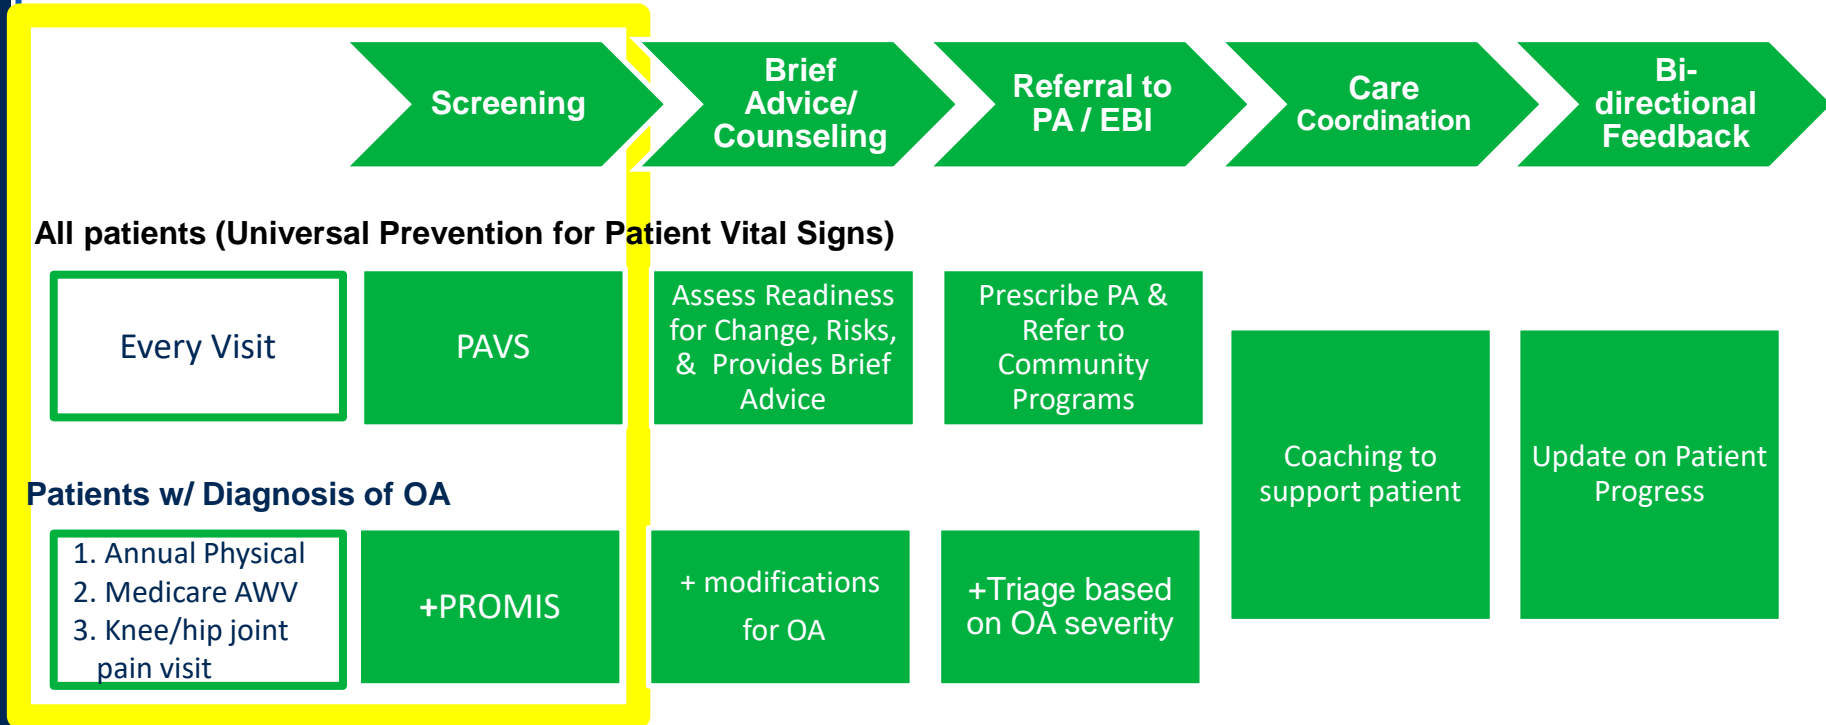 Screening
Brief
Advice/
Counseling
Referral to
PA / EBI
Care
Coordination
Bi-
directional
Feedback
All patients (Universal Prevention for Patient Vital Signs)
Every Visit
PAVS
Assess Readiness
for Change, Risks,
& Provides Brief
Advice
Prescribe PA &
Refer to
Community
Programs
Coaching to
support patient
Update on Patient
Progress
Patients w/ Diagnosis of OA
1. Annual Physical
2. Medicare AWV
3. Knee/hip joint
pain visit
+PROMIS
+ modifications
for OA
+Triage based
on OA severity